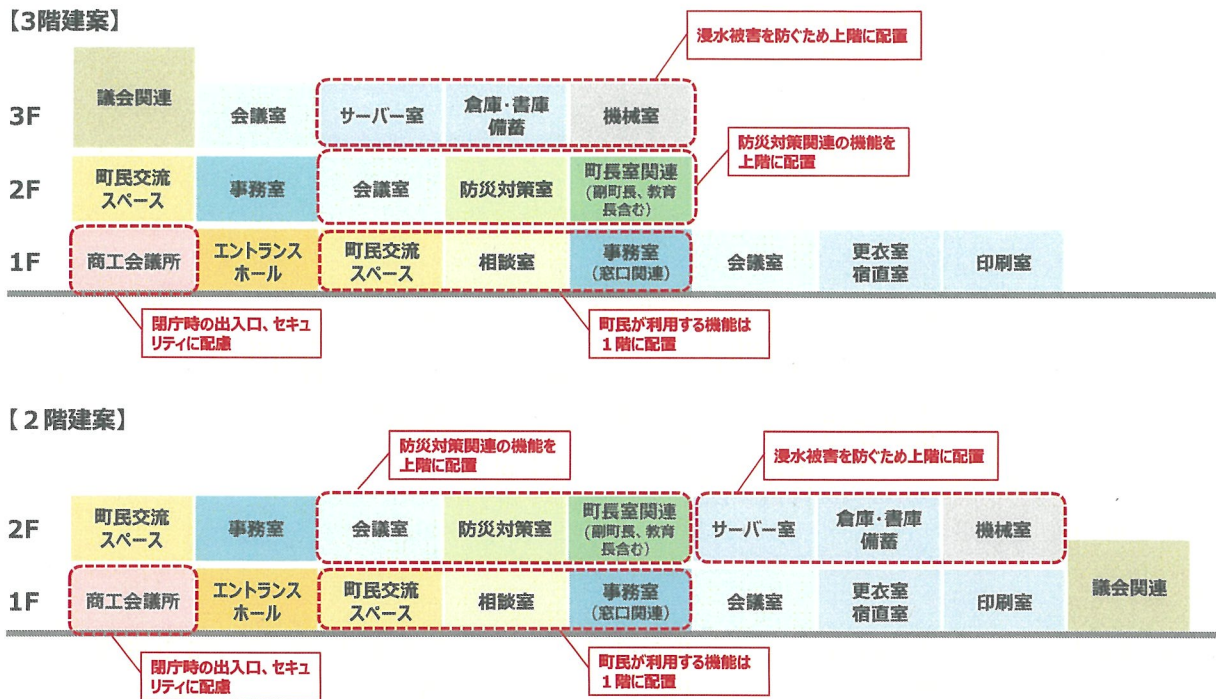 【3階建案】
浸水被害を防ぐため上階に配置
3F
議会関連
会議室
サーバー室
倉庫・書庫
備蓄
機械室
防災対策関連の機能を
上階に配置
2F
町民交流
スペース
事務室
会議室
防災対策室
町長室関連
(副町長、教育
長含む)
1F
商工会議所
エントランス
ホール
町民交流
スペース
相談室
事務室
(窓口関連)
会議室
更衣室
宿直室
印刷室
閉庁時の出入口、セキュ
リティに配慮
町民が利用する機能は
１階に配置
【２階建案】
防災対策関連の機能を
上階に配置
浸水被害を防ぐため上階に配置
2F
町民交流
スペース
事務室
会議室
防災対策室
町長室関連
(副町長、教育
長含む)
サーバー室
倉庫・書庫
備蓄
機械室
1F
商工会議所
エントランス
ホール
町民交流
スペース
相談室
事務室
(窓口関連)
会議室
更衣室
宿直室
印刷室
議会関連
閉庁時の出入口、セキュ
リティに配慮
町民が利用する機能は
１階に配置